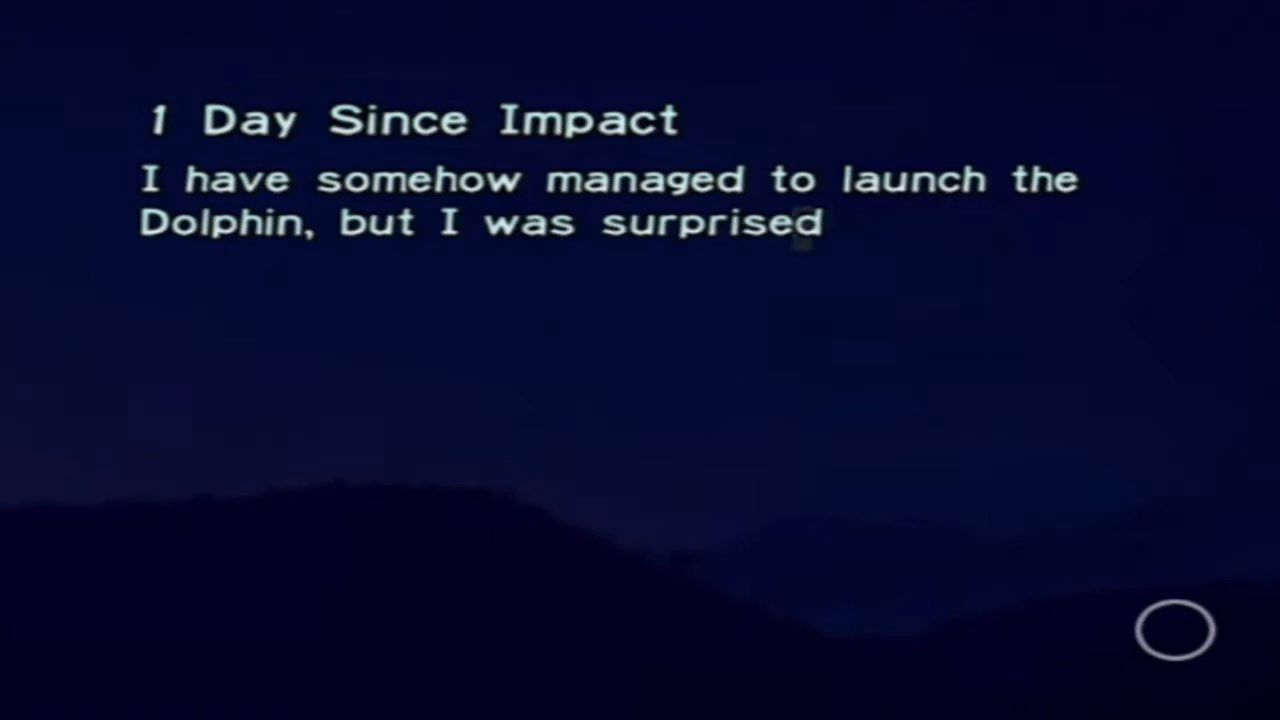 1 Day Since Impact
I have somehow managed to launch the
Dolphin, but I was surprised